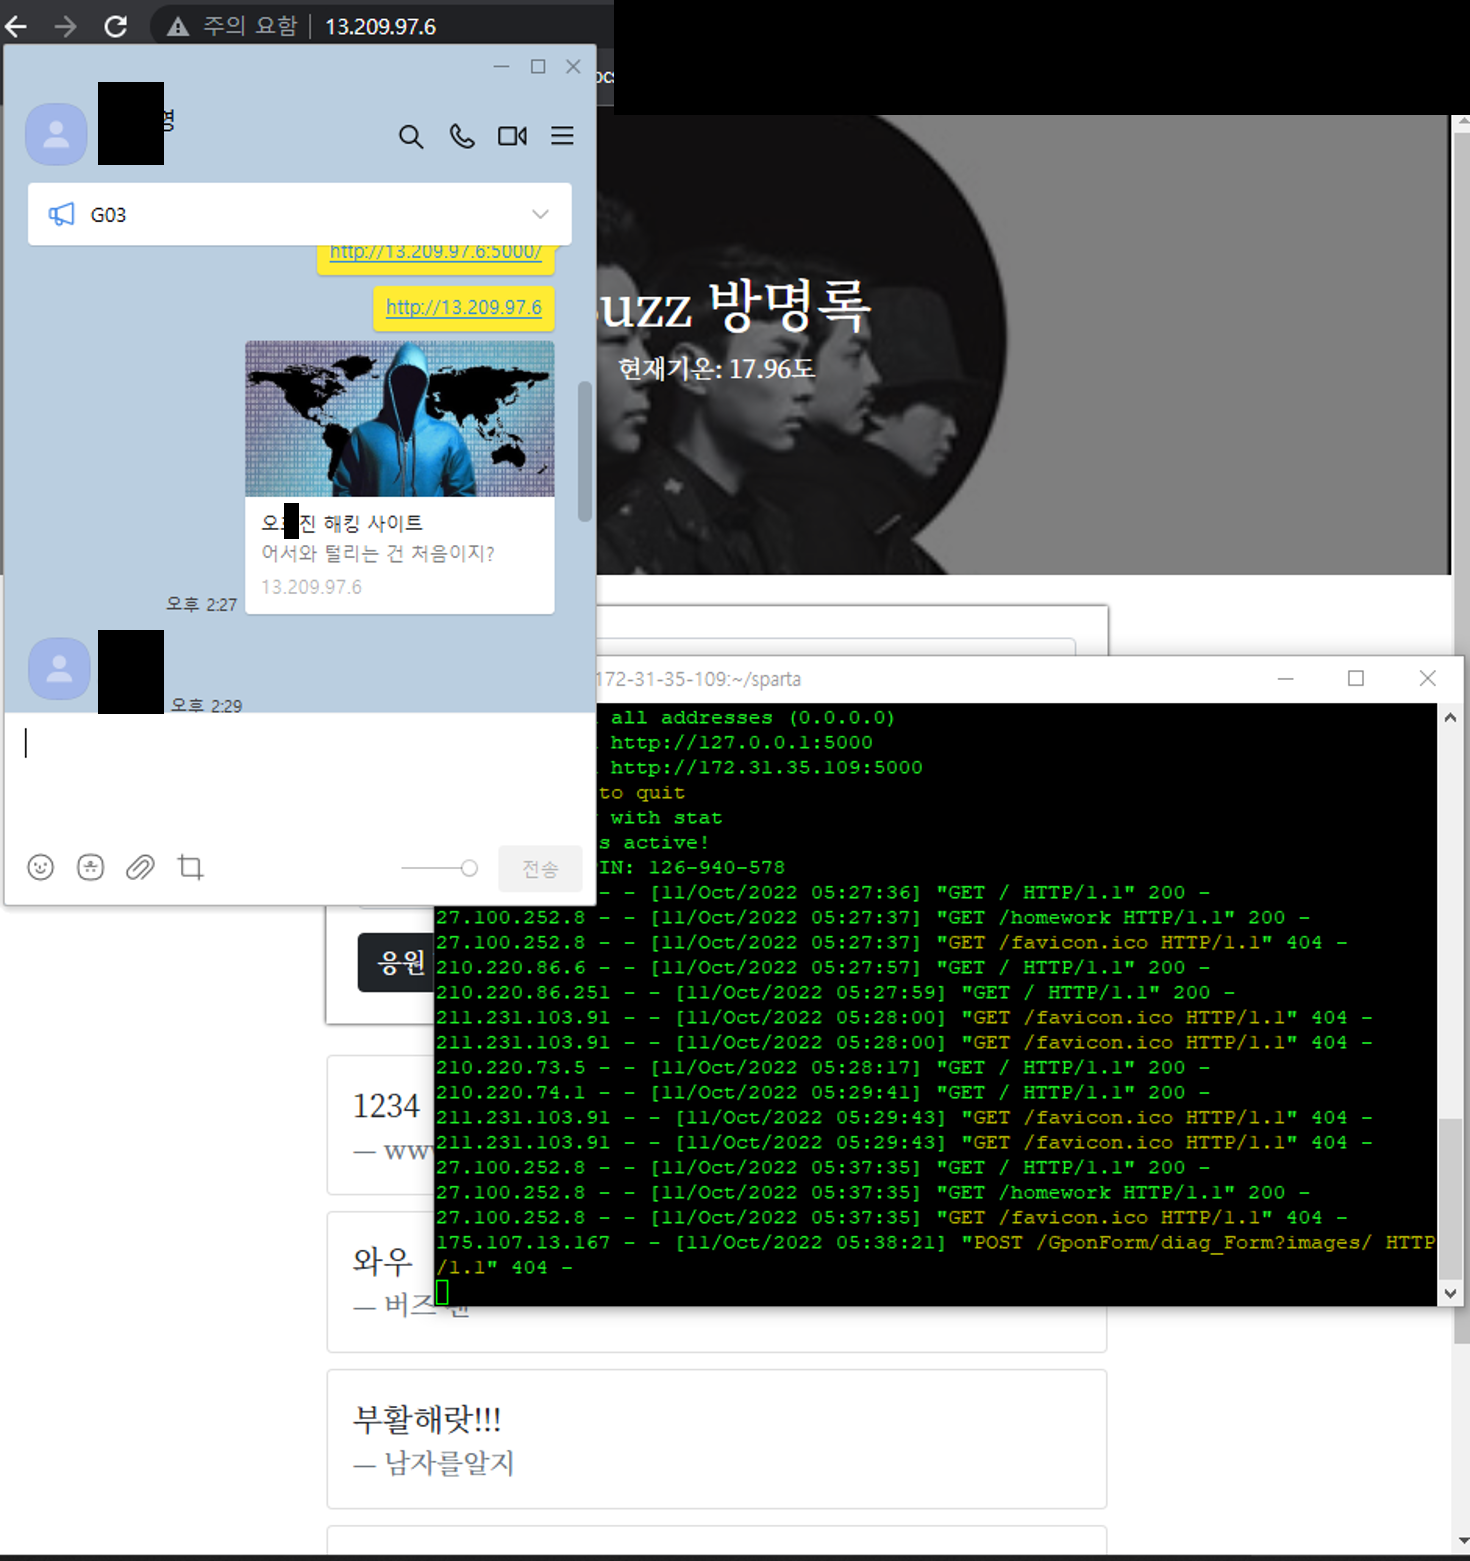 주의 요함 | 13.209.97.6
G03
http://13.209.97.6:5000/
http://13.209.97.6
진 해킹 사이트
어서와 털리는 건 처음이지?
13.209.97.6
오후 2:27
오후 2:29
전송
uzz 방명록
현재기온: 17.96도
172-31-35-109:~/sparta
all addresses (0.0.0.0)
http://127.0.0.1:5000
http://172.31.35.109:5000
to quit
with stat
s active!
IN: 126-940-578
- - [11/Oct/2022 05:27:36] "GET / HTTP/1.1" 200 -
27.100.252.8 - - [11/Oct/2022 05:27:37] "GET /homework HTTP/1.1" 200 -
27.100.252.8 - - [11/Oct/2022 05:27:37] "GET /favicon.ico HTTP/1.1" 404 -
210.220.86.6 - - [11/Oct/2022 05:27:57] "GET / HTTP/1.1" 200 -
210.220.86.251 - - [11/Oct/2022 05:27:59] "GET / HTTP/1.1" 200 -
211.231.103.91 - - [11/Oct/2022 05:28:00] "GET /favicon.ico HTTP/1.1" 404 -
211.231.103.91 - - [11/Oct/2022 05:28:00] "GET /favicon.ico HTTP/1.1" 404 -
210.220.73.5 - - [11/Oct/2022 05:28:17] "GET / HTTP/1.1" 200 -
210.220.74.1 - - [11/Oct/2022 05:29:41] "GET / HTTP/1.1" 200 -
211.231.103.91 - - [11/Oct/2022 05:29:43] "GET /favicon.ico HTTP/1.1" 404 -
211.231.103.91 - - [11/Oct/2022 05:29:43] "GET /favicon.ico HTTP/1.1" 404 -
27.100.252.8 - - [11/Oct/2022 05:37:35] "GET / HTTP/1.1" 200 -
27.100.252.8 - - [11/Oct/2022 05:37:35] "GET /homework HTTP/1.1" 200 -
27.100.252.8 - - [11/Oct/2022 05:37:35] "GET /favicon.ico HTTP/1.1" 404 -
175.107.13.167 - - [11/Oct/2022 05:38:21] "POST /GponForm/diag_Form?images/ HTTP
/1.1" 404 -
응원
1234
— www
와우
— 버즈
부활해랏!!!
— 남자를알지